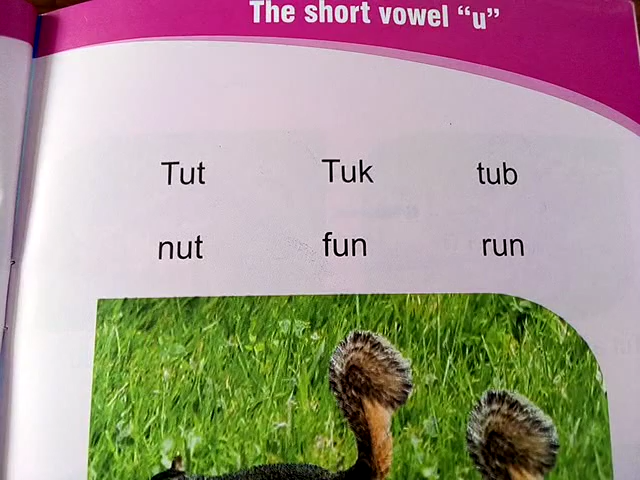 The short vowel “u”
Tut Tuk tub
nut fun run